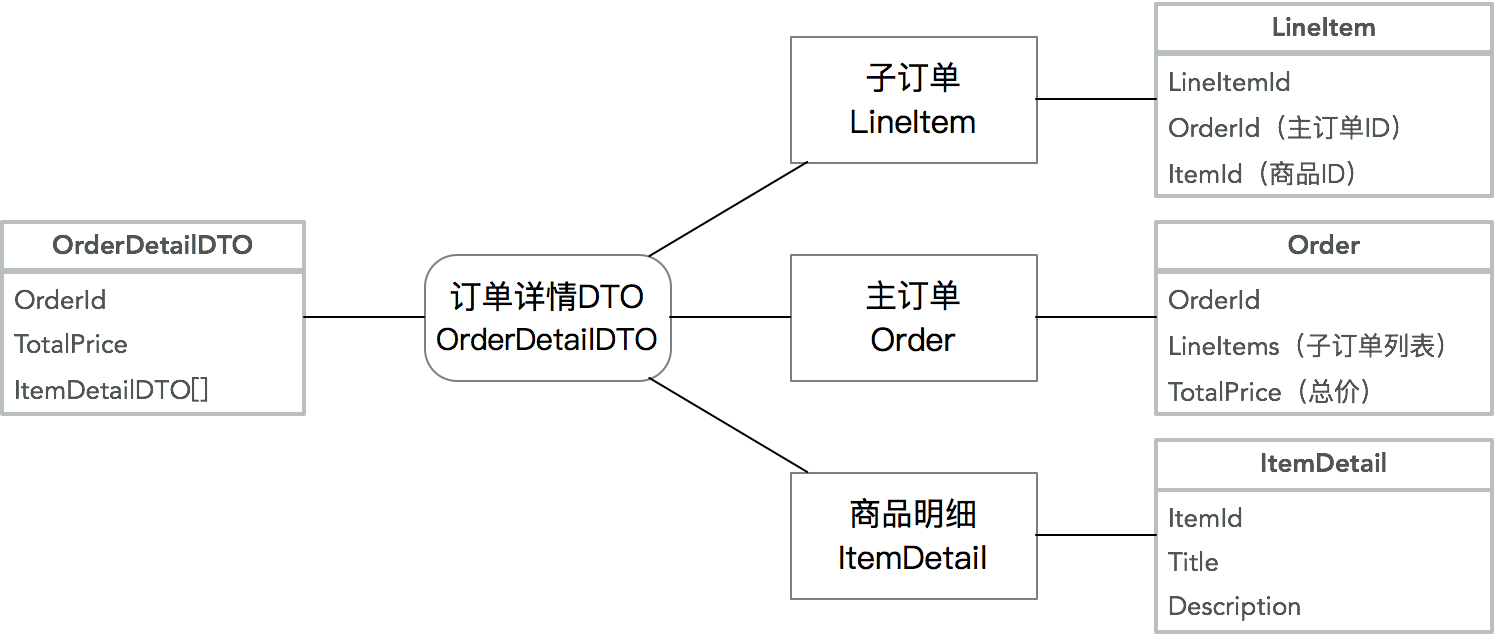 OrderDetailDTO
OrderId
TotalPrice
ItemDetailDTO[]
订单详情DTO
OrderDetailDTO
子订单
LineItem
主订单
Order
商品明细
ItemDetail
LineItem
LineItemId
OrderId（主订单ID）
ItemId（商品ID）
Order
OrderId
LineItems（子订单列表）
TotalPrice（总价）
ItemDetail
ItemId
Title
Description